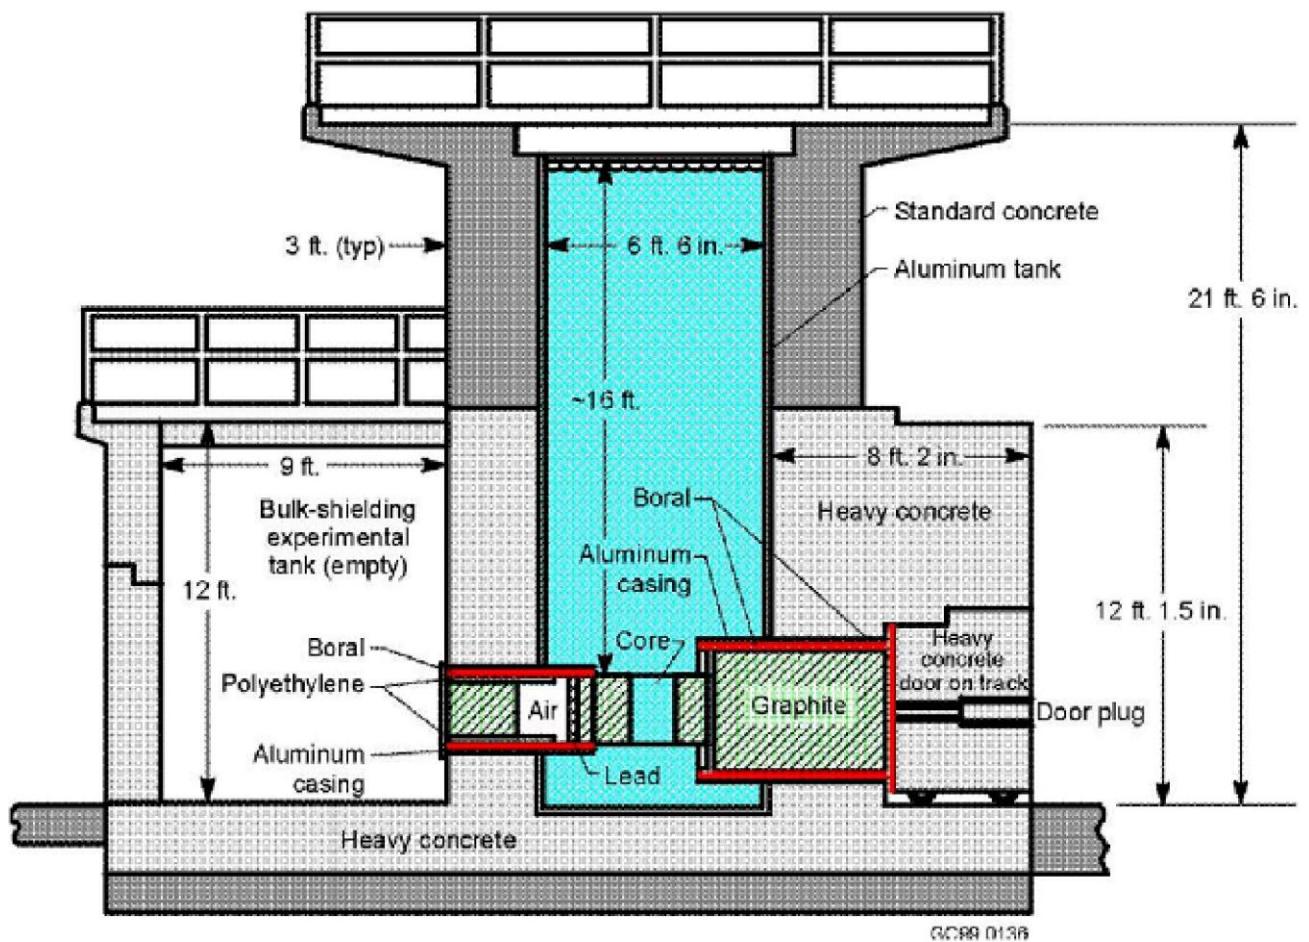 Standard concrete
3 ft. (typ)
6 ft. 6 in.
Aluminum tank
21 ft. 6 in.
~16 ft.
9 ft.
8 ft. 2 in.
Bulk-shielding
experimental
tank (empty)
Boral
Heavy concrete
Aluminum
casing
12 ft.
12 ft. 1.5 in.
Core
Heavy
concrete
door on track
Boral
Polyethylene
Air
Graphite
Door plug
Aluminum
casing
Lead
Heavy concrete
GC99 0136